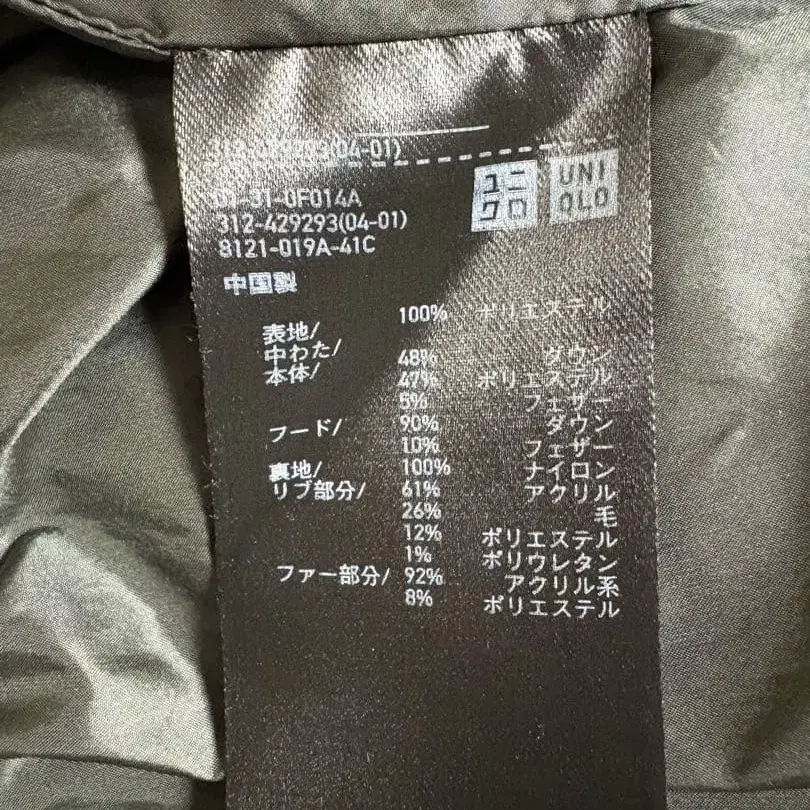 312-429293(04-01)
ユニ
クロ
UNI
QLO
01-31-0F014A
312-429293(04-01)
8121-019A-41C
中国製
表地/ 100% ポリエステル
中わた/
本体/ 48% ダウン
47% ポリエステル
5% フェザー
フード/ 90% ダウン
10% フェザー
裏地/ 100% ナイロン
リブ部分/ 61% アクリル
26% 毛
12% ポリエステル
1% ポリウレタン
ファー部分/ 92% アクリル系
8% ポリエステル